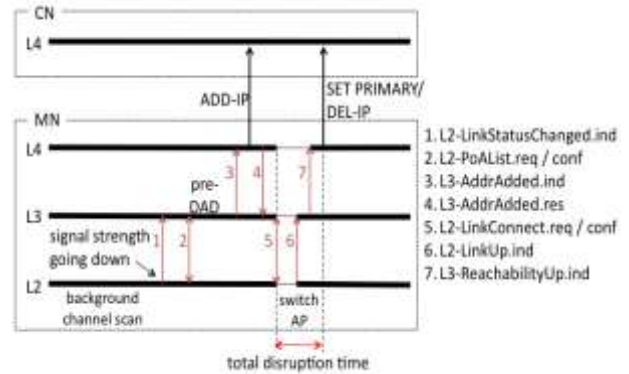 CN
L4
ADD-IP
SET PRIMARY/
DEL-IP
MN
L4
3
4
7
pre-
DAD
L3
signal strength
going down
1
2
5
6
L2
background
channel scan
switch
AP
total disruption time
1. L2-LinkStatusChanged.ind
2. L2-PoAList.req / conf
3. L3-AddrAdded.ind
4. L3-AddrAdded.res
5. L2-LinkConnect.req / conf
6. L2-LinkUp.ind
7. L3-ReachabilityUp.ind